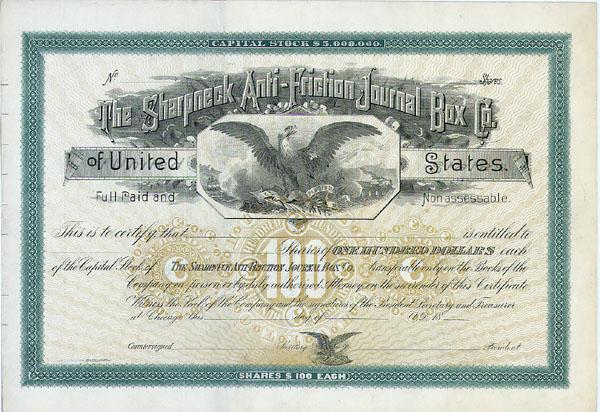 CAPITAL STOCK $5,000,000.
No
Shares.
The Sharpneck Anti-Friction Journal Box Co.
of United States.
Full Paid and Nonassessable.
This is to certify that is entitled to
Shares of ONE HUNDRED DOLLARS each
of the Capital Stock of THE SHARPNECK ANTI-FRICTION JOURNAL BOX CO. transferable only on the Books of the
Company in person or by duly authorized Attorney, on the surrender of this Certificate
Witness the Seal of the Company and the signatures of the President, Secretary and Treasurer
at Chicago this day of A.D. 18
Countersigned Secretary President.
SHARES $100 EACH